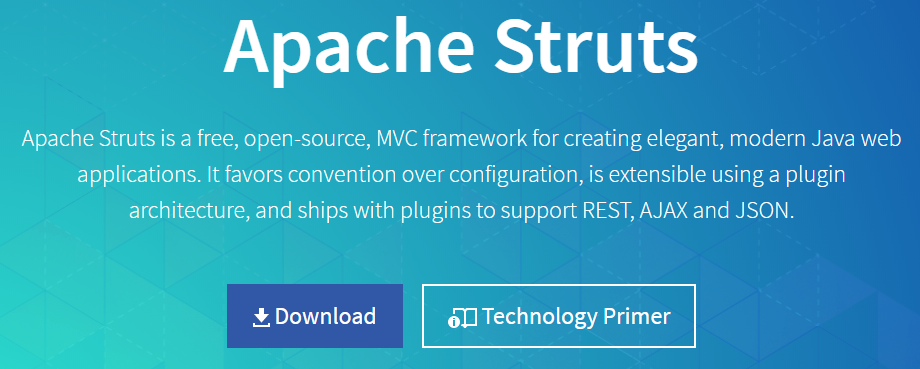 Apache Struts
Apache Struts is a free, open-source, MVC framework for creating elegant, modern Java web
applications. It favors convention over configuration, is extensible using a plugin
architecture, and ships with plugins to support REST, AJAX and JSON.
Download
Technology Primer